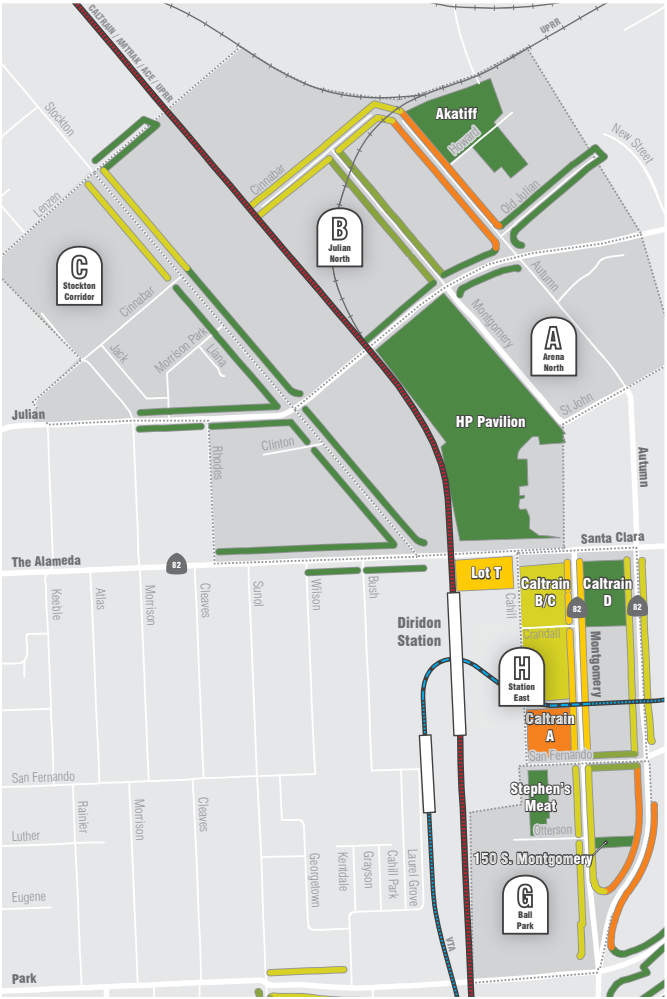 CALTRAIN / AMTRAK / ACE / UPRR
UPRR
Stockton
Akatiff
Howard
New Street
Cinnabar
Lenzen
Old Julian
B
Julian
North
C
Stockton
Corridor
Autumn
Cinnabar
Montgomery
A
Arena
North
Jack
Morrison Park
Liana
St John
Julian
HP Pavilion
Clinton
Rhodes
Autumn
Santa Clara
The Alameda
82
Lot T
Caltrain
B/C
Caltrain
D
Keeble
Atlas
Morrison
Cleaves
Sunol
Wilson
Bush
Cahill
82
82
Diridon
Station
Crandall
Montgomery
H
Station
East
Caltrain
A
San Fernando
San Fernando
Stephen's
Meat
Rainier
Morrison
Cleaves
Luther
Otterson
150 S. Montgomery
Georgetown
Kerrdale
Grayson
Cahill Park
Laurel Grove
Eugene
G
Ball
Park
VTA
Park